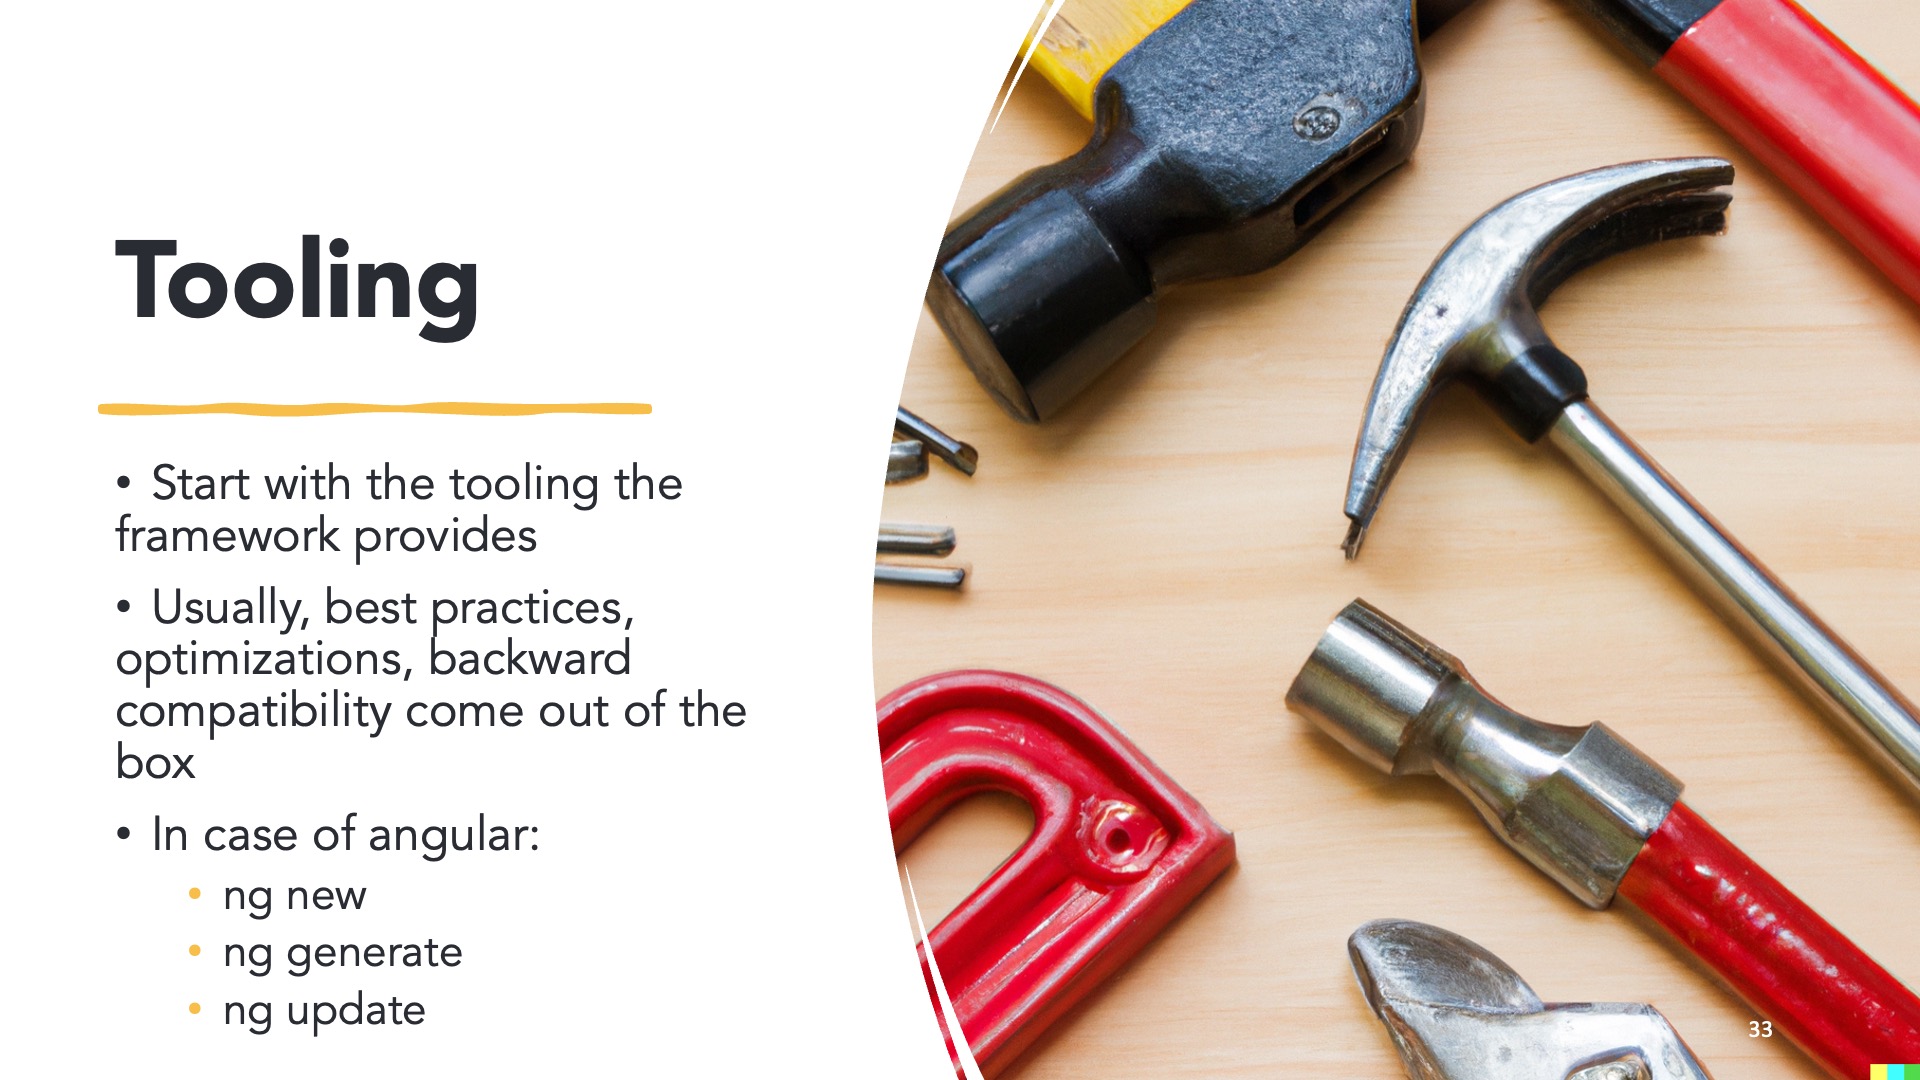 Tooling
• Start with the tooling the
framework provides
• Usually, best practices,
optimizations, backward
compatibility come out of the
box
• In case of angular:
• ng new
• ng generate
• ng update
33